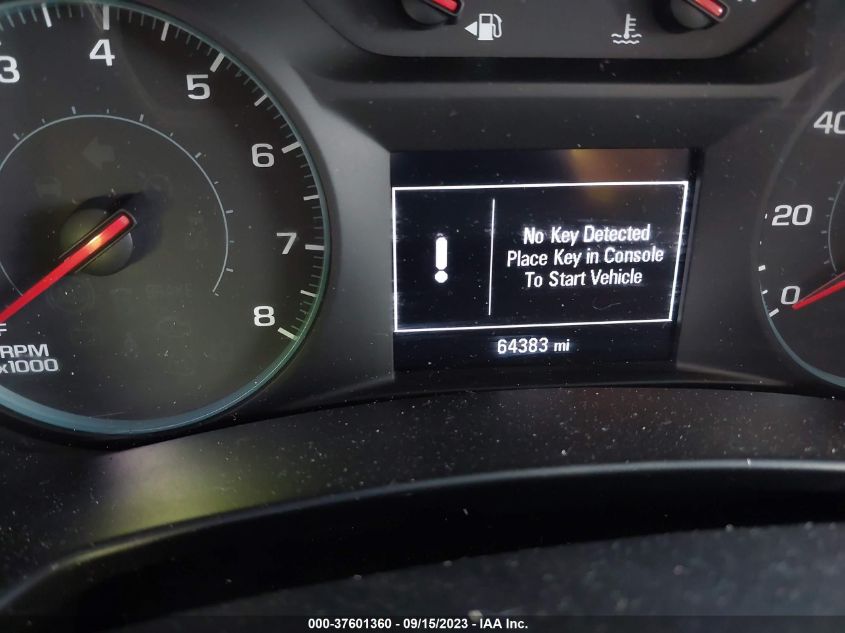 3
4
5
6
7
8
RPM
x1000
F
No Key Detected
Place Key in Console
To Start Vehicle
!
64383 mi
40
20
0
000-37601360 - 09/15/2023 - IAA Inc.